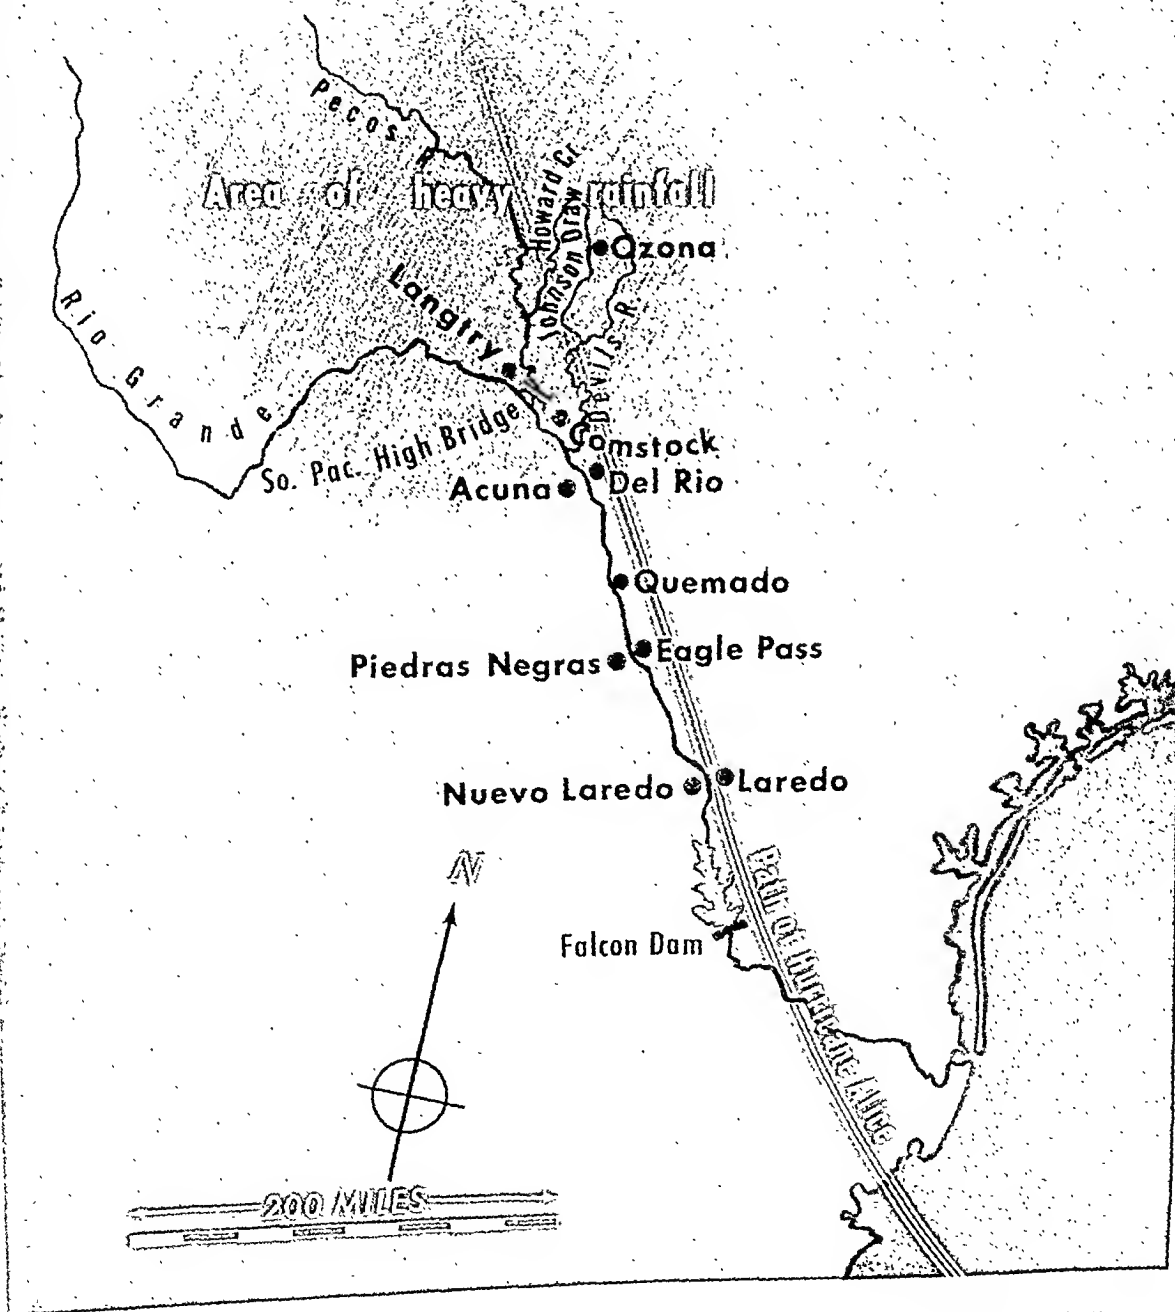 Pecos
Area of heavy rainfall
Howard Cr.
Johnson Draw
Ozona
Langtry
Devils R.
Rio Grande
So. Pac. High Bridge
Comstock
Acuna
Del Rio
Quemado
Piedras Negras
Eagle Pass
Nuevo Laredo
Laredo
N
Path of Hurricane Alice
Falcon Dam
200 MILES